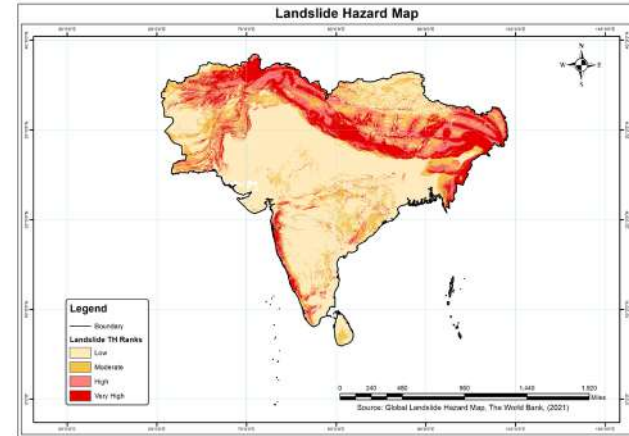 Landslide Hazard Map
N
W
E
S
Legend
Boundary
Landslide TH Ranks
Low
Moderate
High
Very High
0 240 480 960 1,440 1,920
Miles
Source: Global Landslide Hazard Map, The World Bank, (2021)